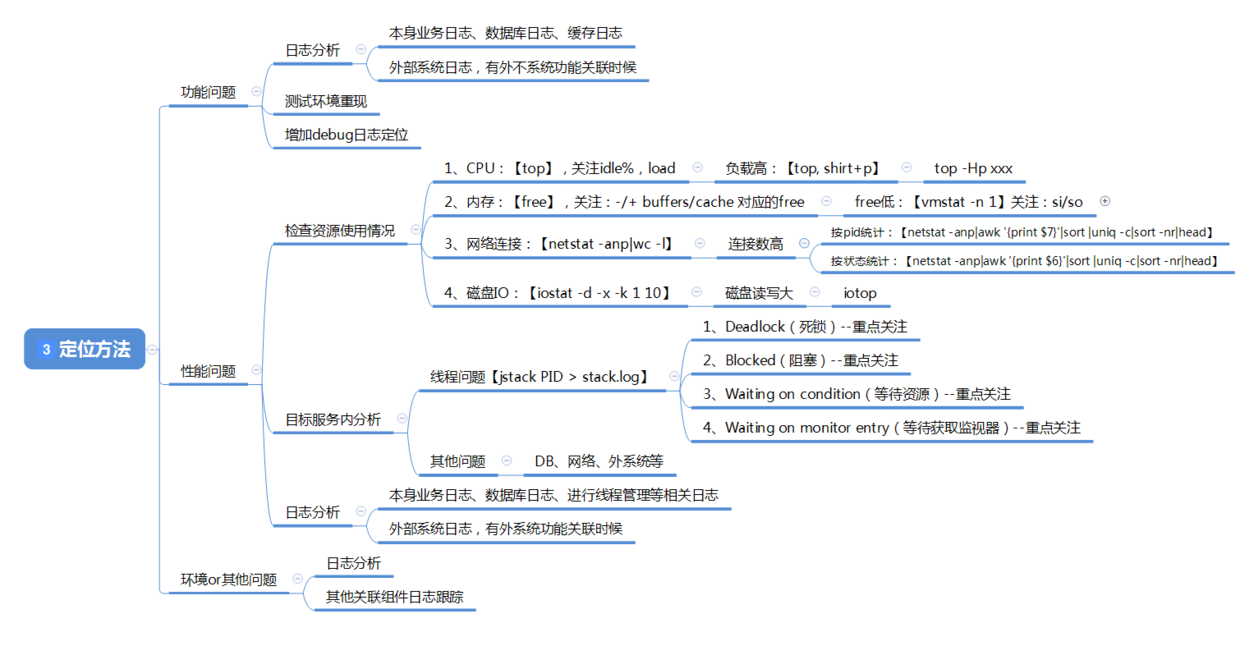 本身业务日志、数据库日志、缓存日志
日志分析
外部系统日志，有外不系统功能关联时候
功能问题
测试环境重现
增加debug日志定位
1、CPU：【top】，关注idle%，load
负载高：【top, shirt+p】
top -Hp xxx
2、内存：【free】，关注：-/+ buffers/cache 对应的free
free低：【vmstat -n 1】关注：si/so
检查资源使用情况
3、网络连接：【netstat -anp|wc -l】
连接数高
按pid统计：【netstat -anp|awk '{print $7}'|sort |uniq -c|sort -nr|head】
按状态统计：【netstat -anp|awk '{print $6}'|sort |uniq -c|sort -nr|head】
4、磁盘IO：【iostat -d -x -k 1 10】
磁盘读写大
iotop
3 定位方法
性能问题
1、Deadlock（死锁）--重点关注
2、Blocked（阻塞）--重点关注
线程问题【jstack PID > stack.log】
3、Waiting on condition（等待资源）--重点关注
4、Waiting on monitor entry（等待获取监视器）--重点关注
目标服务内分析
其他问题
DB、网络、外系统等
本身业务日志、数据库日志、进行线程管理等相关日志
日志分析
外部系统日志，有外系统功能关联时候
环境or其他问题
日志分析
其他关联组件日志跟踪